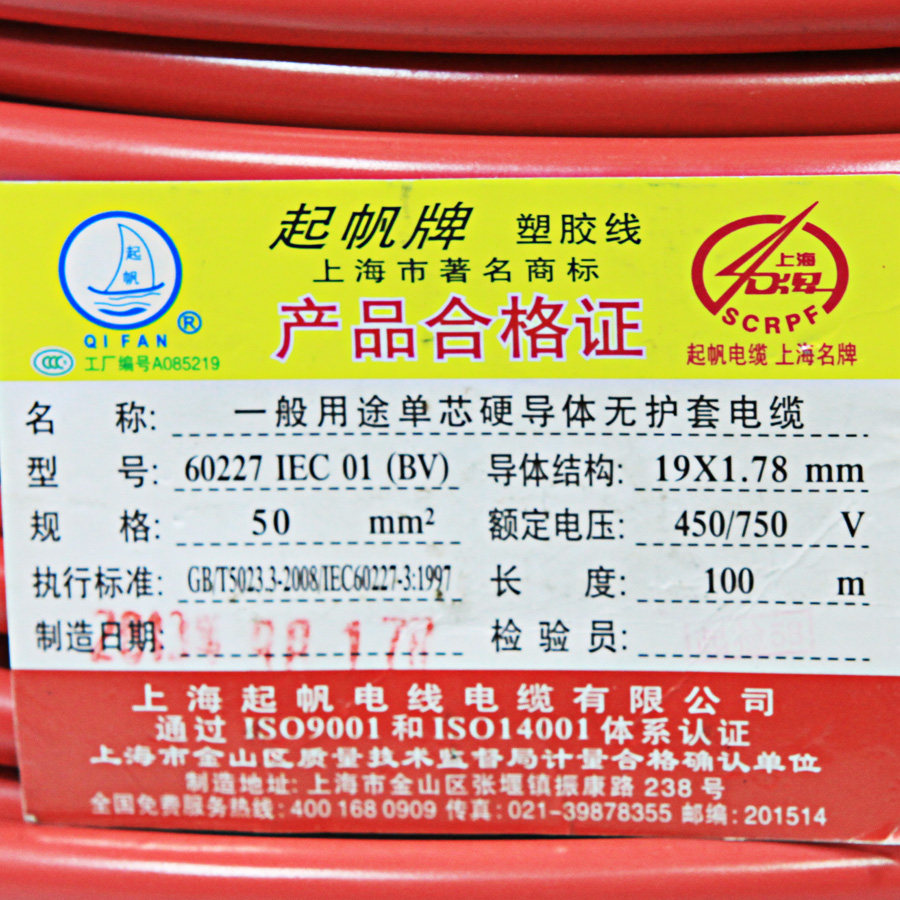 起帆
QI FAN ®
CCC 工厂编号A085219
起帆牌 塑胶线
上海市著名商标
产品合格证
上海
SCRPF
起帆电缆 上海名牌
名 称: 一般用途单芯硬导体无护套电缆
型 号: 60227 IEC 01 (BV) 导体结构: 19X1.78 mm
规 格: 50 mm² 额定电压: 450/750 V
执行标准: GB/T5023.3-2008/IEC60227-3:1997 长 度: 100 m
制造日期: 检验员:
上海起帆电线电缆有限公司
通过 ISO9001 和 ISO14001 体系认证
上海市金山区质量技术监督局计量合格确认单位
制造地址: 上海市金山区张堰镇振康路 238 号
全国免费服务热线: 400 168 0909 传真: 021-39878355 邮编: 201514